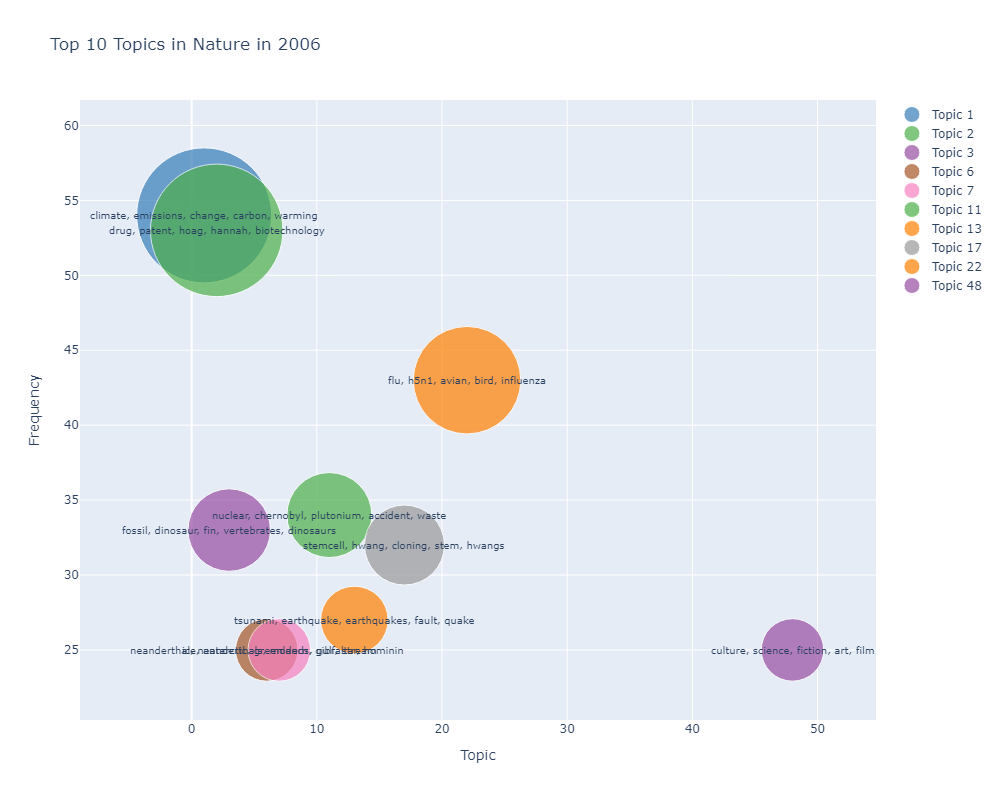 Top 10 Topics in Nature in 2006
60
55
50
45
40
35
30
25
Frequency
climate, emissions, change, carbon, warming
drug, patent, hoag, hannah, biotechnology
flu, h5n1, avian, bird, influenza
nuclear, chernobyl, plutonium, accident, waste
fossil, dinosaur, fin, vertebrates, dinosaurs
stemcell, hwang, cloning, stem, hwangs
tsunami, earthquake, earthquakes, fault, quake
neanderthal, neanderthals,
ice,
hominin
culture, science, fiction, art, film
0
10
20
30
40
50
Topic
Topic 1
Topic 2
Topic 3
Topic 6
Topic 7
Topic 11
Topic 13
Topic 17
Topic 22
Topic 48